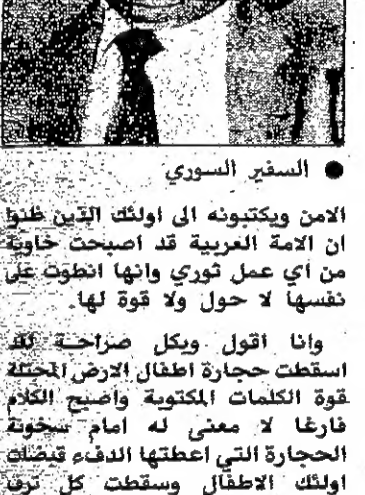 ● السفير السوري
الامن ويكتبونه الى اولئك الذين ظنوا
ان الامة العربية قد اصبحت خاوية
من اي عمل ثوري وانها انطوت على
نفسها لا حول ولا قوة لها.
وانا اقول وبكل صراحة لقد
اسقطت حجارة اطفال الارض المحتلة
قوة الكلمات المكتوبة واصبح الكلام
فارغا لا معنى له امام سخونة
الحجارة التي اعطتها الدفء قبضات
اولئك الاطفال وسقطت كل ترف